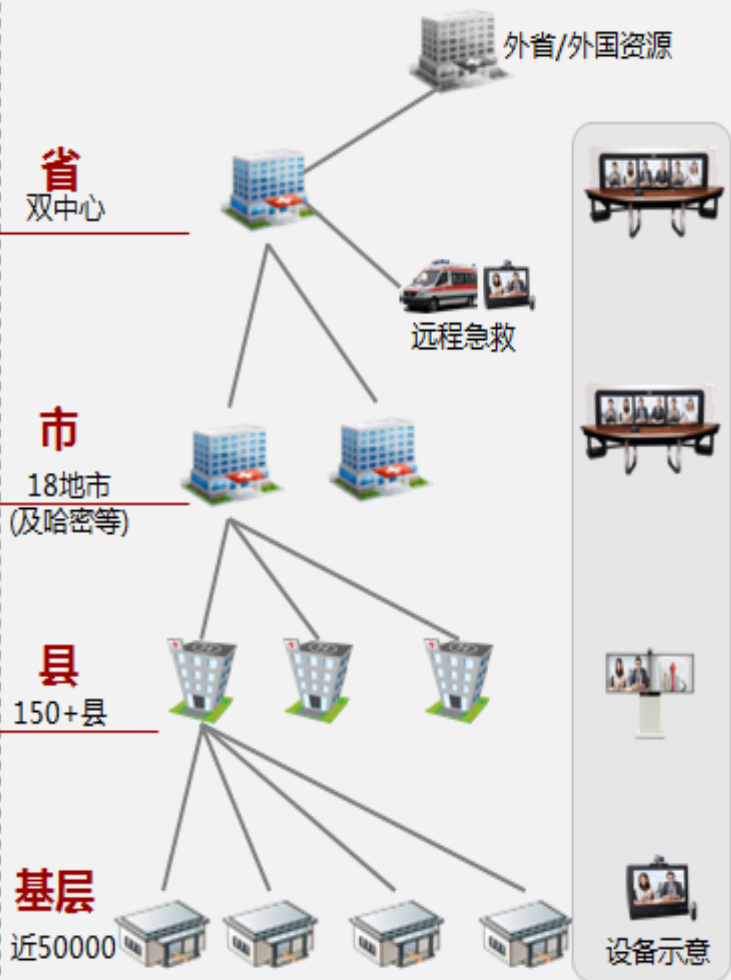 外省/外国资源
省
双中心
远程急救
市
18地市
(及哈密等)
县
150+县
基层
近50000
设备示意